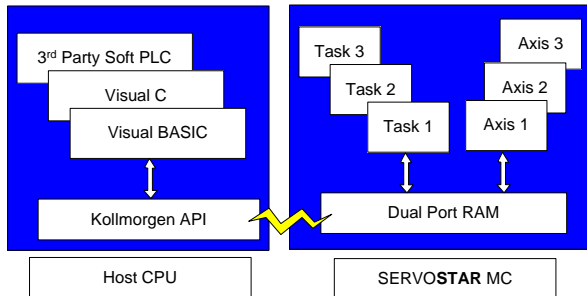 3rd Party Soft PLC
Visual C
Visual BASIC
Kollmorgen API
Host CPU
Task 3
Task 2
Task 1
Axis 3
Axis 2
Axis 1
Dual Port RAM
SERVOSTAR MC